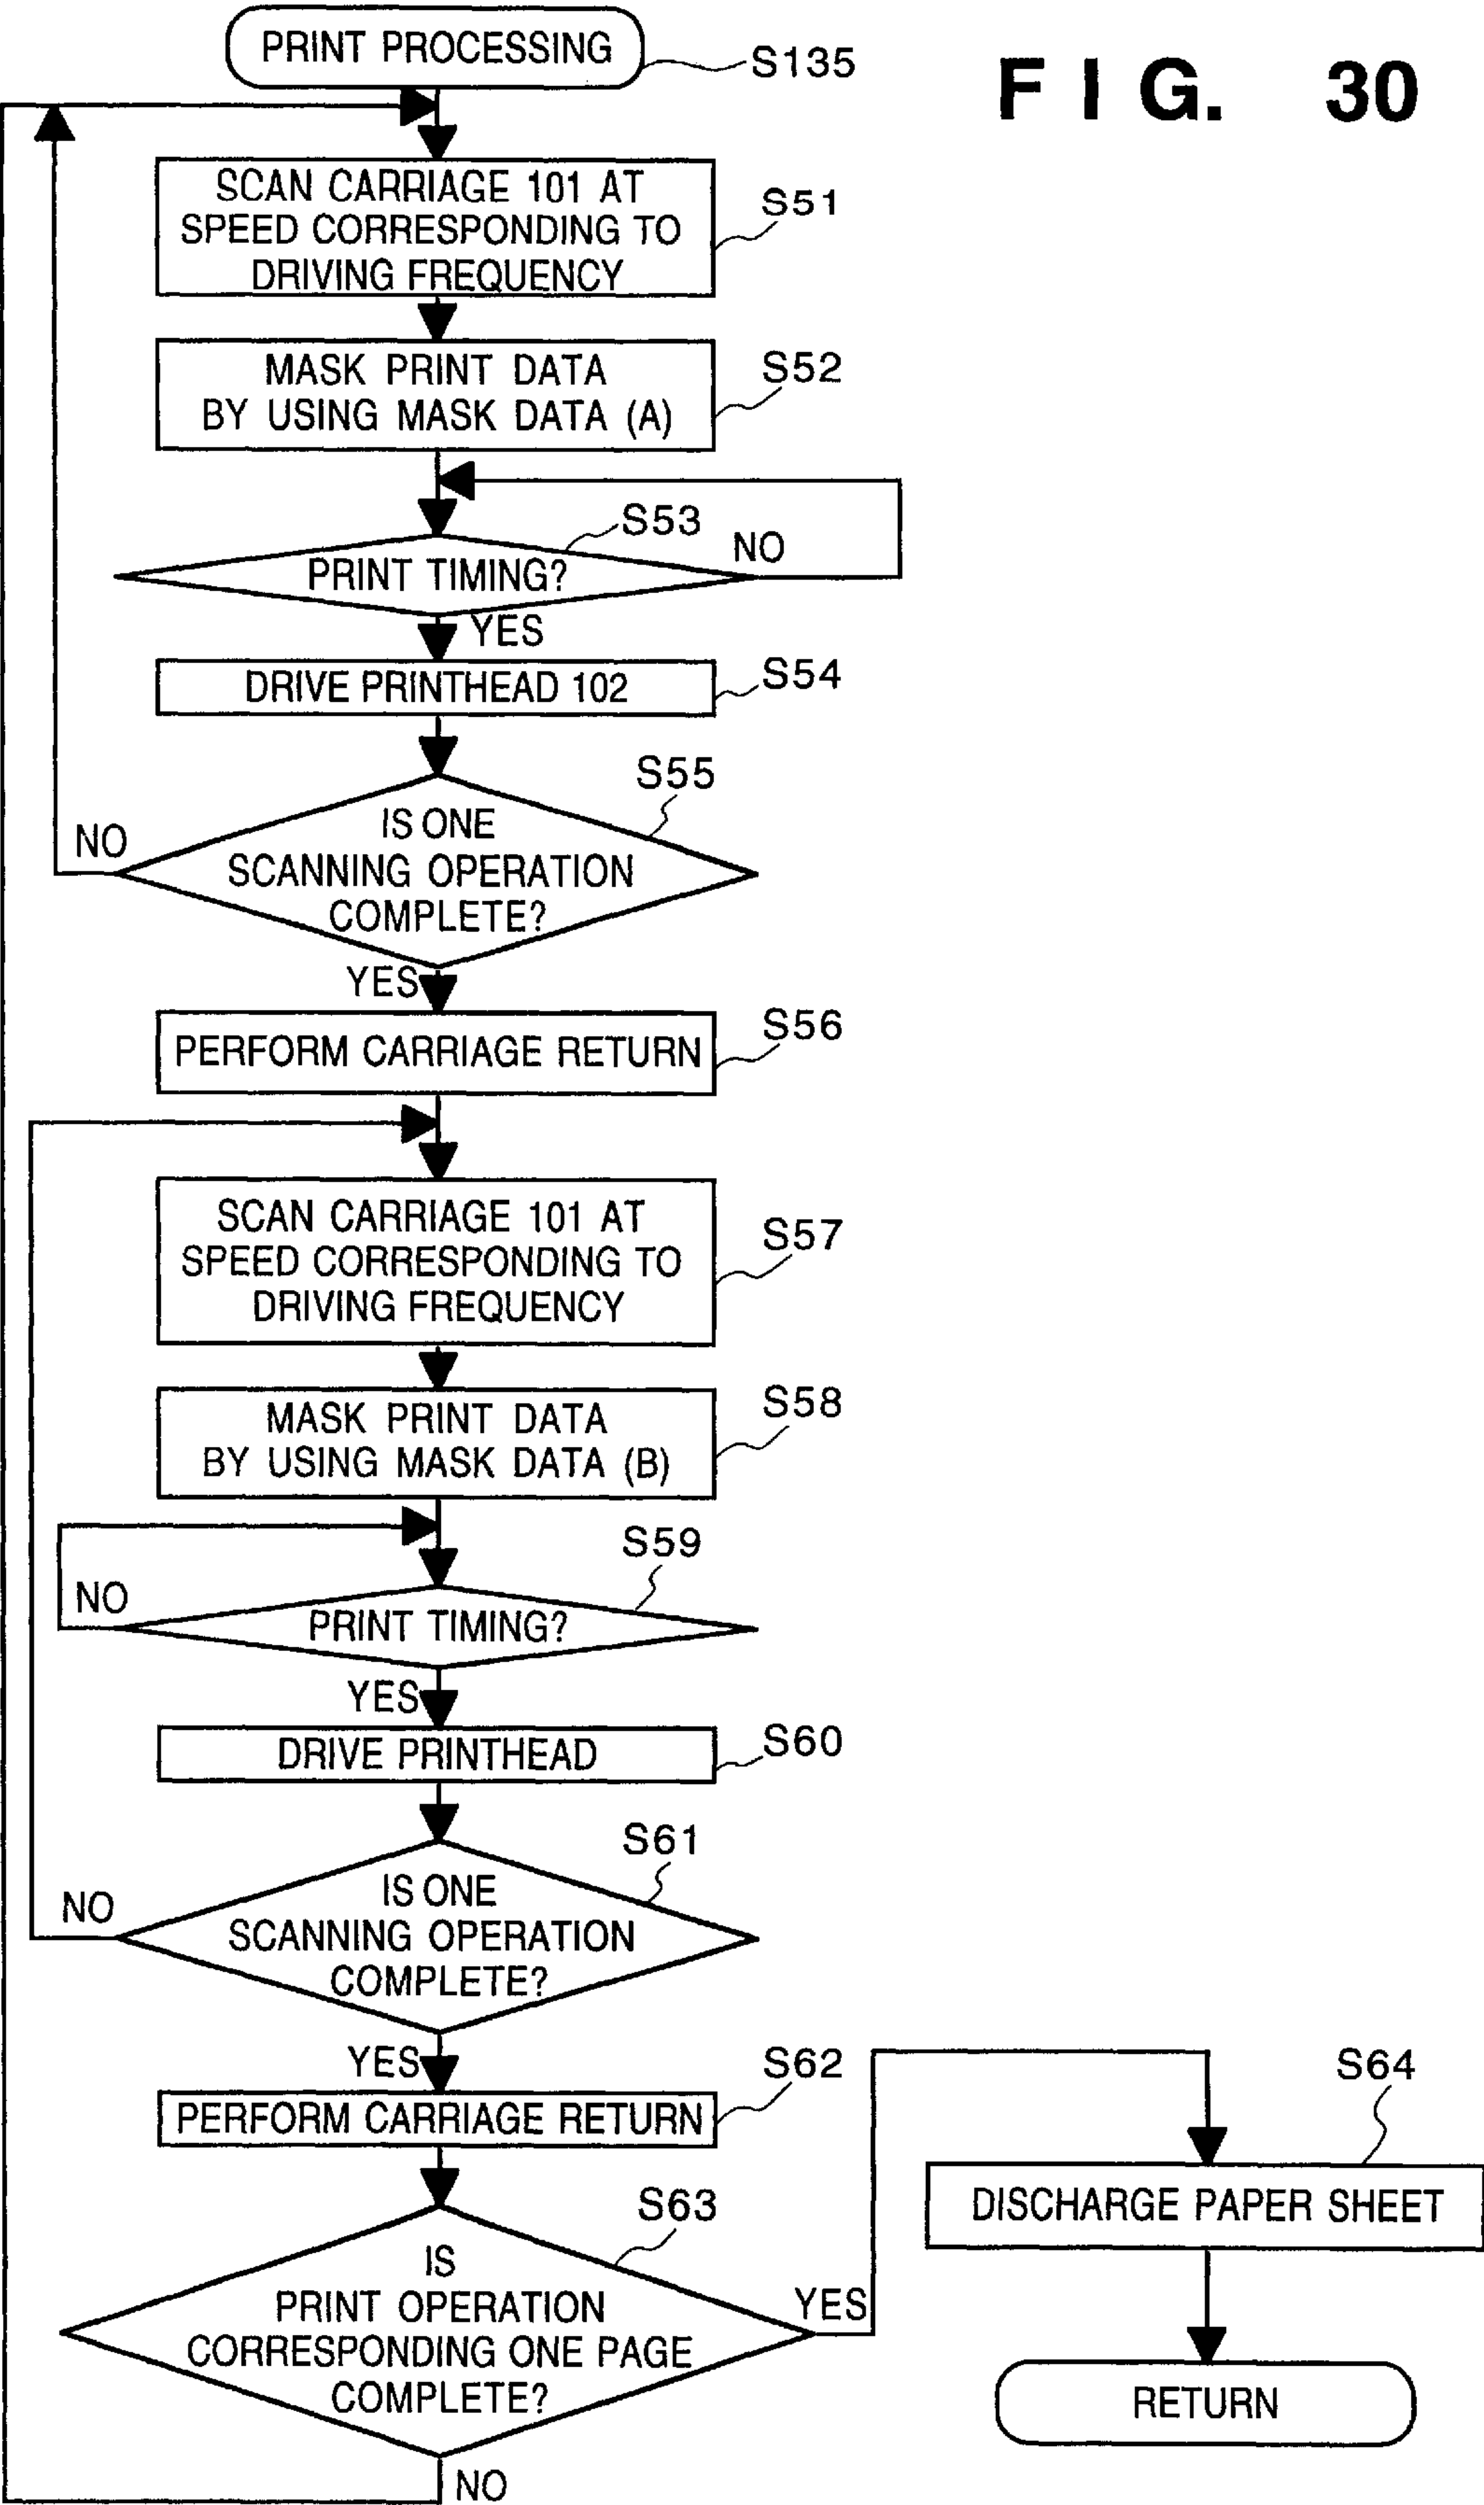 PRINT PROCESSING
S135
FIG. 30
SCAN CARRIAGE 101 AT
SPEED CORRESPONDING TO
DRIVING FREQUENCY
S51
MASK PRINT DATA
BY USING MASK DATA (A)
S52
S53
NO
PRINT TIMING?
YES
DRIVE PRINTHEAD 102
S54
S55
NO
IS ONE
SCANNING OPERATION
COMPLETE?
YES
PERFORM CARRIAGE RETURN
S56
SCAN CARRIAGE 101 AT
SPEED CORRESPONDING TO
DRIVING FREQUENCY
S57
MASK PRINT DATA
BY USING MASK DATA (B)
S58
S59
NO
PRINT TIMING?
YES
DRIVE PRINTHEAD
S60
S61
NO
IS ONE
SCANNING OPERATION
COMPLETE?
YES
PERFORM CARRIAGE RETURN
S62
S63
IS
PRINT OPERATION
CORRESPONDING ONE PAGE
COMPLETE?
YES
NO
S64
DISCHARGE PAPER SHEET
RETURN